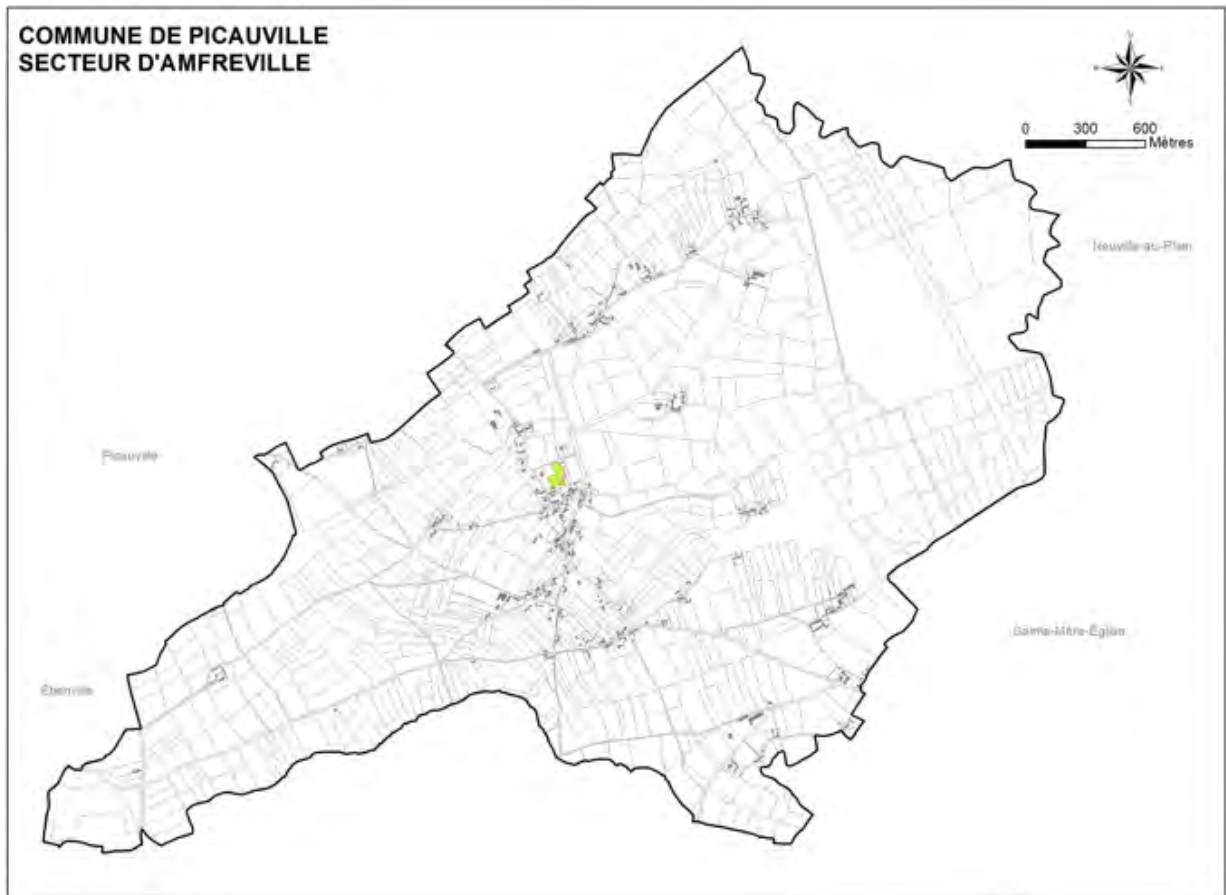 COMMUNE DE PICAUVILLE
SECTEUR D'AMFREVILLE
0 300 600
Mètres
Neuville-au-Plain
Picauville
Sainte-Mère-Église
Étienville